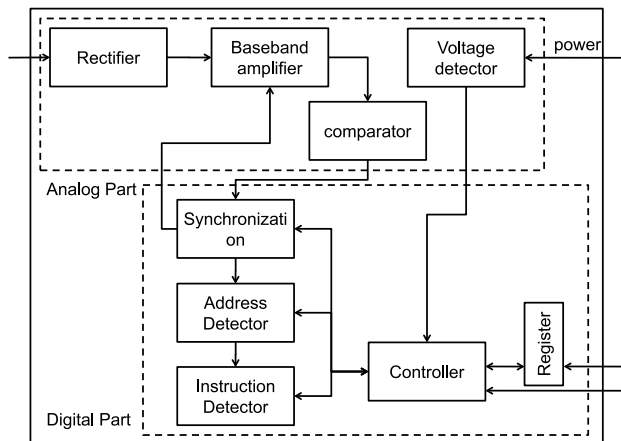 Rectifier
Baseband
amplifier
Voltage
detector
power
comparator
Analog Part
Synchronizati
on
Address
Detector
Instruction
Detector
Controller
Register
Digital Part